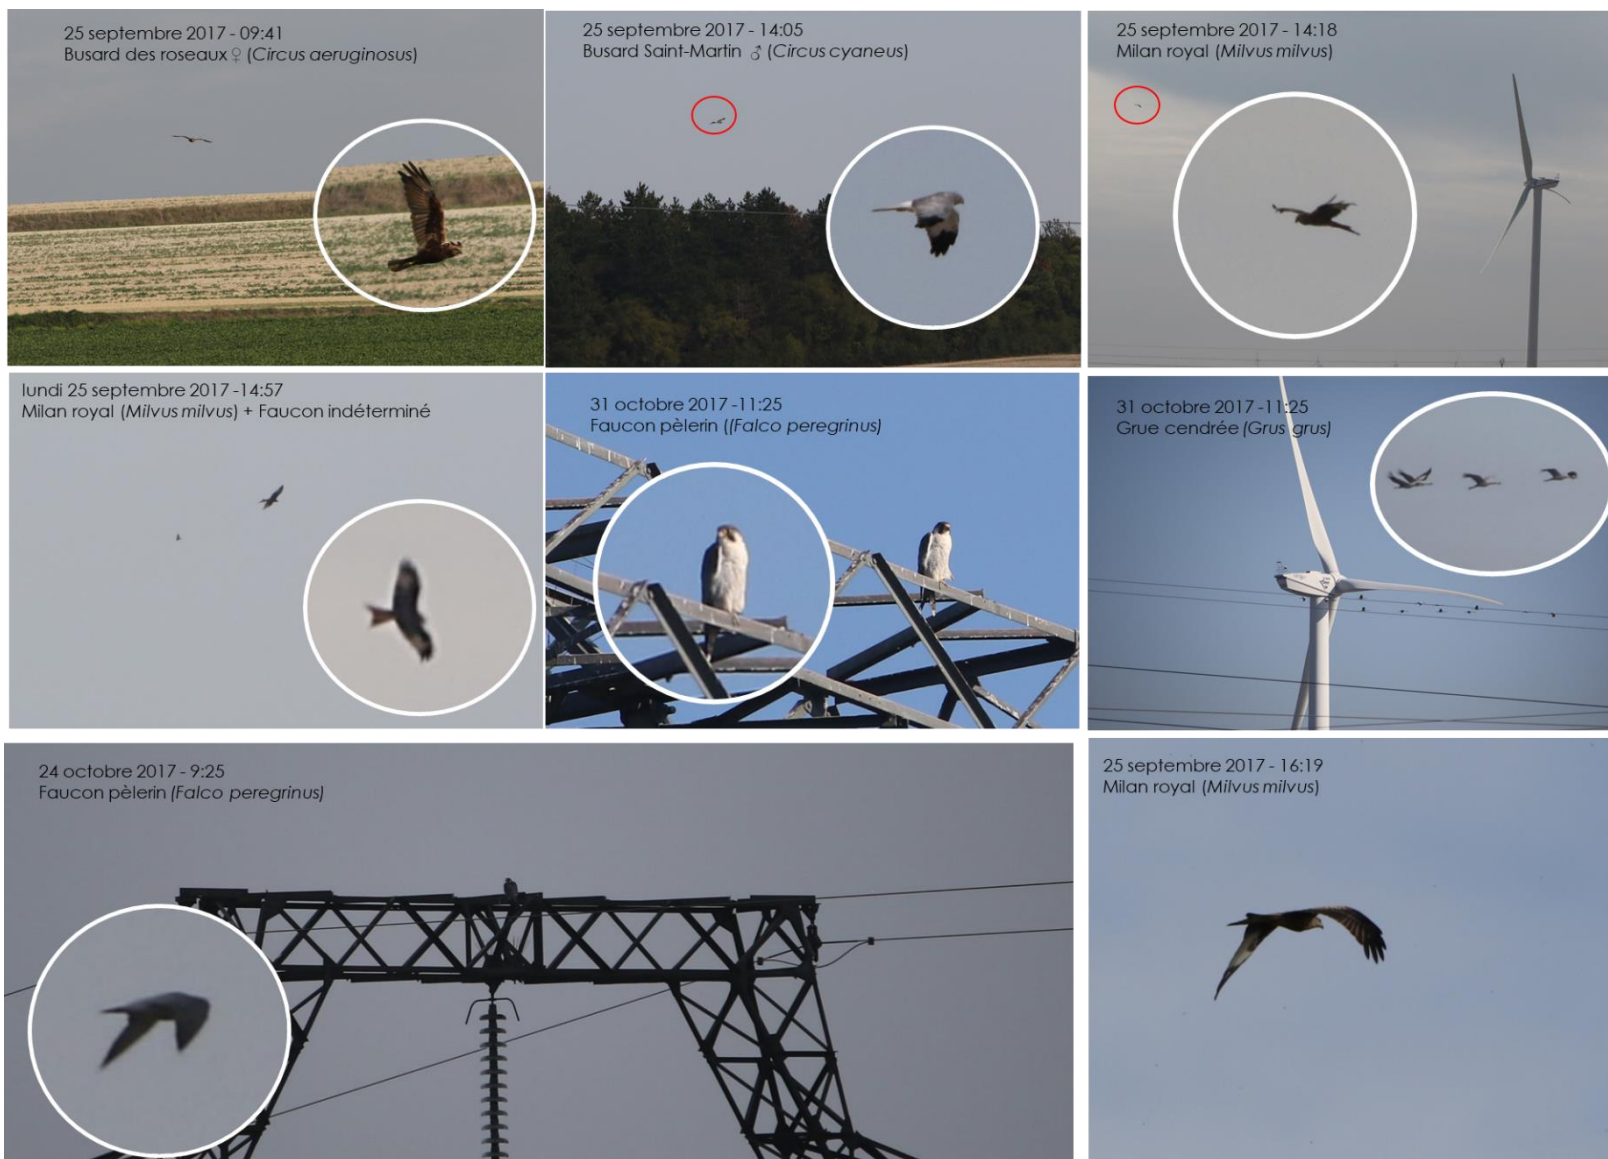 25 septembre 2017 - 09:41
Busard des roseaux ♀ (Circus aeruginosus)
25 septembre 2017 - 14:05
Busard Saint-Martin ♂ (Circus cyaneus)
25 septembre 2017 - 14:18
Milan royal (Milvus milvus)
lundi 25 septembre 2017 -14:57
Milan royal (Milvus milvus) + Faucon indéterminé
31 octobre 2017 -11:25
Faucon pèlerin ((Falco peregrinus)
31 octobre 2017 -11:25
Grue cendrée (Grus grus)
24 octobre 2017 - 9:25
Faucon pèlerin (Falco peregrinus)
25 septembre 2017 - 16:19
Milan royal (Milvus milvus)